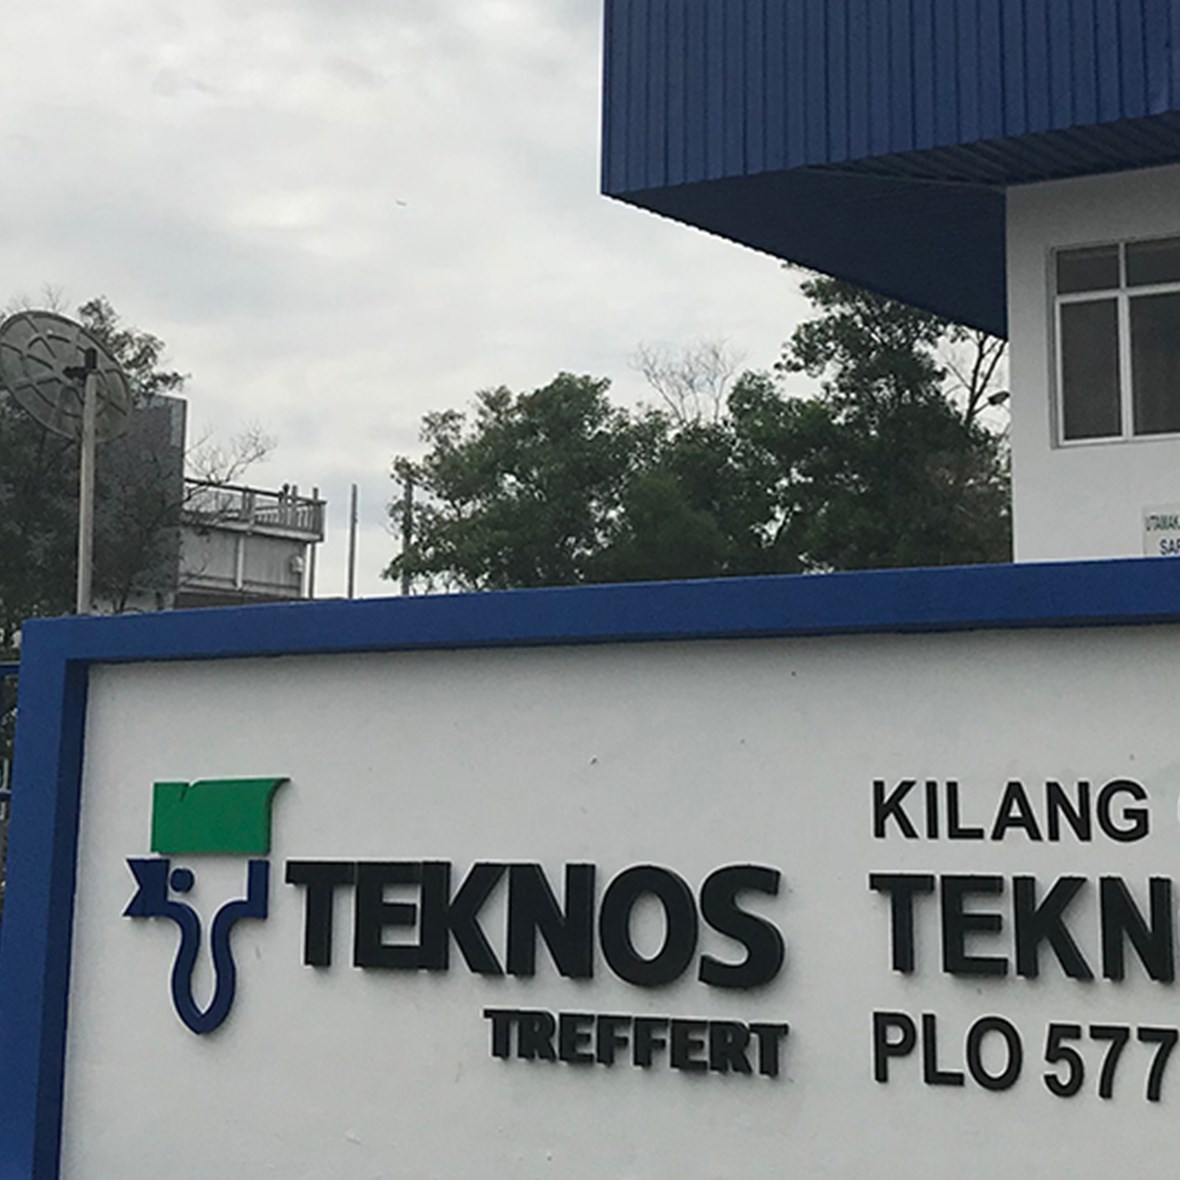 TEKNOS
TREFFERT
KILANG
TEKN
PLO 577